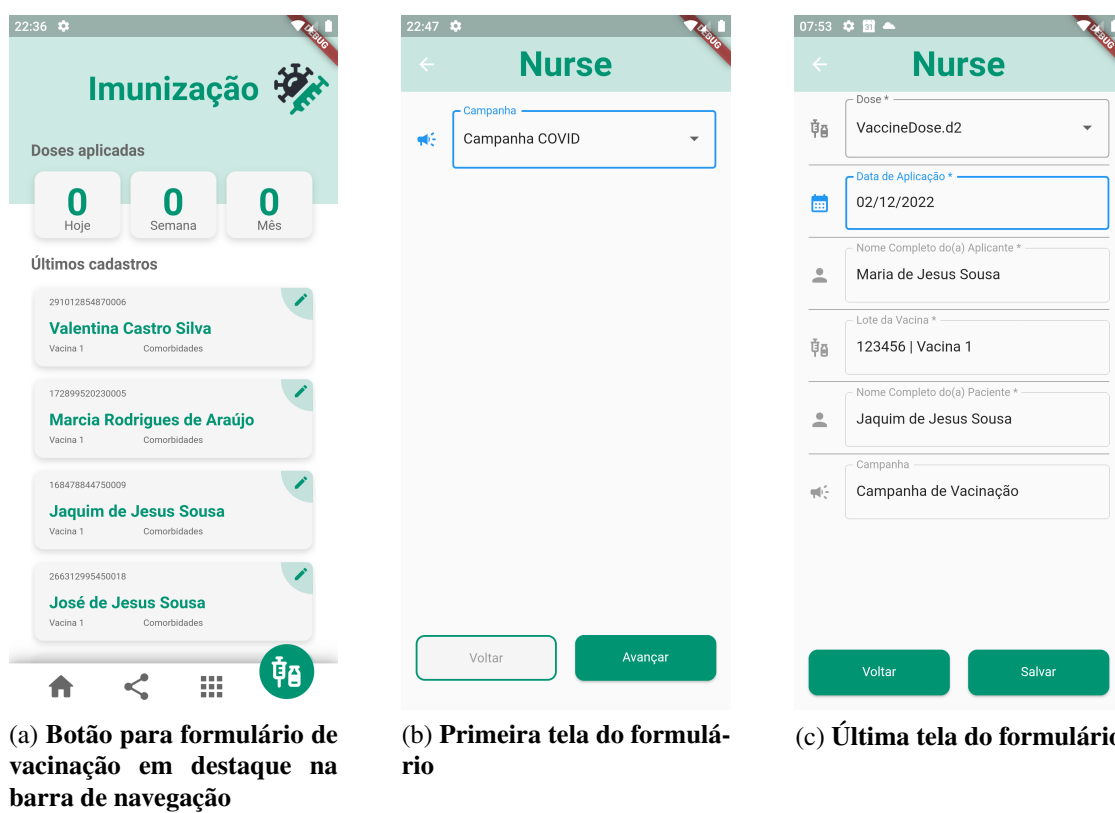 22:36
DEBUG
Imunização
Doses aplicadas
0
Hoje
0
Semana
0
Mês
Últimos cadastros
291012854870006
Valentina Castro Silva
Vacina 1 Comorbidades
172899520230005
Marcia Rodrigues de Araújo
Vacina 1 Comorbidades
168478844750009
Jaquim de Jesus Sousa
Vacina 1 Comorbidades
266312995450018
José de Jesus Sousa
Vacina 1 Comorbidades
(a) Botão para formulário de
vacinação em destaque na
barra de navegação
22:47
DEBUG
Nurse
Campanha
Campanha COVID
Voltar Avançar
(b) Primeira tela do formulá-
rio
07:53 31
DEBUG
Nurse
Dose *
VaccineDose.d2
Data de Aplicação *
02/12/2022
Nome Completo do(a) Aplicante *
Maria de Jesus Sousa
Lote da Vacina *
123456 | Vacina 1
Nome Completo do(a) Paciente *
Jaquim de Jesus Sousa
Campanha
Campanha de Vacinação
Voltar Salvar
(c) Última tela do formulário